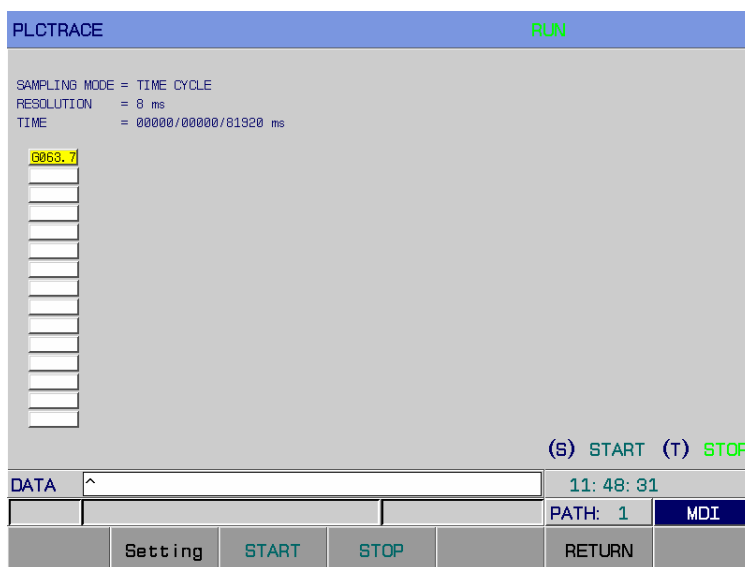 PLCTRACE RUN
SAMPLING MODE = TIME CYCLE
RESOLUTION = 8 ms
TIME = 00000/00000/81920 ms
G063.7
(S) START (T) STOP
DATA ^ 11:48:31
PATH: 1 MDI
Setting START STOP RETURN